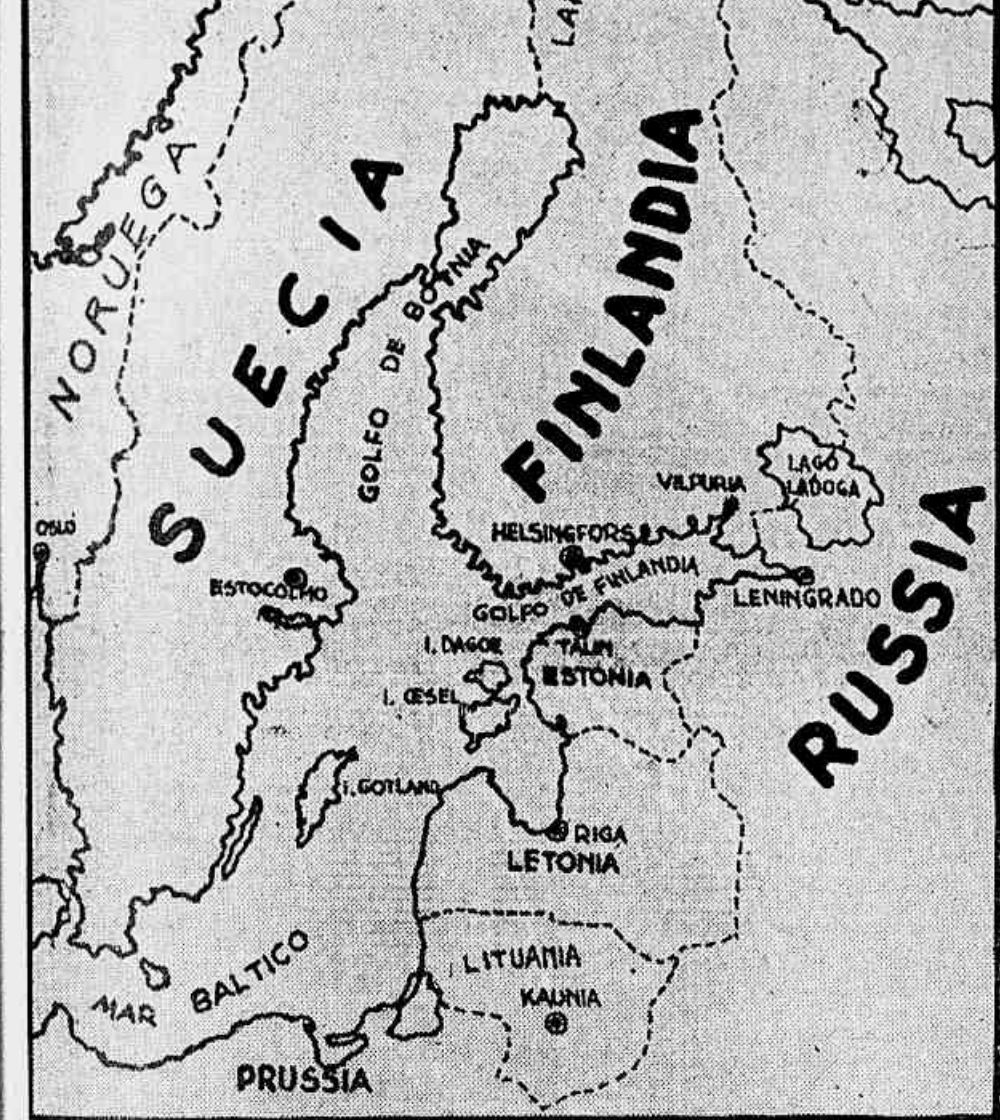 LA
NORUEGA
SUECIA
FINLANDIA
GOLFO DE BOTNIA
LAGO
LADOGA
VILPURIA
OSLO
HELSINGFORS
ESTOCOLMO
GOLFO DE FINLANDIA
LENINGRADO
RUSSIA
I. DAGOE
TALIN
ESTONIA
I. ŒSEL
I. GOTLAND
RIGA
LETONIA
LITUANIA
KAUNIA
MAR BALTICO
PRUSSIA